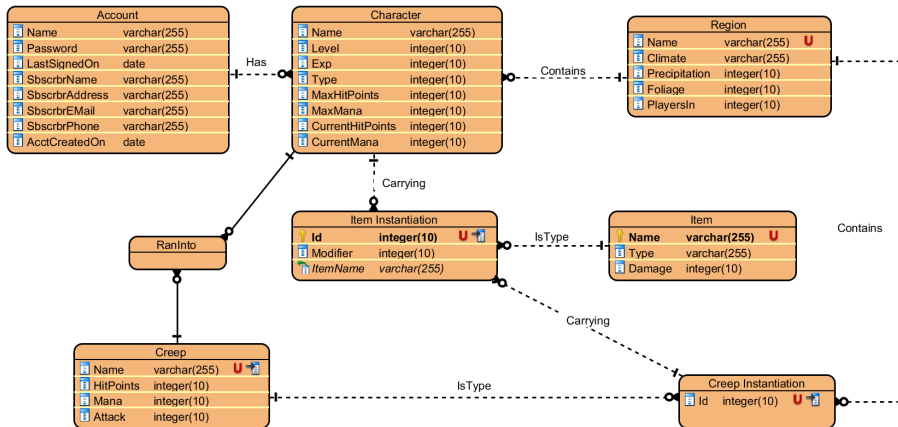 Account
Name varchar(255)
Password varchar(255)
LastSignedOn date
SbscrbrName varchar(255)
SbscrbrAddress varchar(255)
SbscrbrEMail varchar(255)
SbscrbrPhone varchar(255)
AcctCreatedOn date
Has
Character
Name varchar(255)
Level integer(10)
Exp integer(10)
Type integer(10)
MaxHitPoints integer(10)
MaxMana integer(10)
CurrentHitPoints integer(10)
CurrentMana integer(10)
Contains
Region
Name varchar(255) U
Climate varchar(255)
Precipitation integer(10)
Foliage integer(10)
PlayersIn integer(10)
Carrying
RanInto
Item Instantiation
Id integer(10) U
Modifier integer(10)
ItemName varchar(255)
IsType
Item
Name varchar(255) U
Type varchar(255)
Damage integer(10)
Contains
Carrying
Creep
Name varchar(255) U
HitPoints integer(10)
Mana integer(10)
Attack integer(10)
IsType
Creep Instantiation
Id integer(10) U